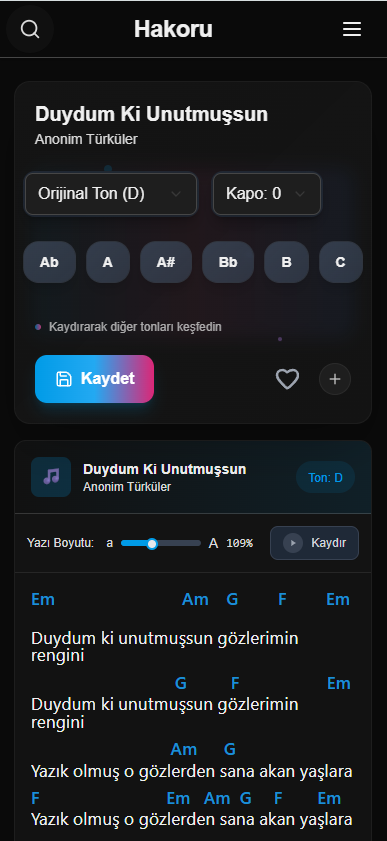 Hakoru
Duydum Ki Unutmuşsun
Anonim Türküler
Orijinal Ton (D) Kapo: 0
Ab A A# Bb B C
Kaydırarak diğer tonları keşfedin
Kaydet
Duydum Ki Unutmuşsun
Anonim Türküler
Ton: D
Yazı Boyutu: a A 109% Kaydır
Em Am G F Em
Duydum ki unutmuşsun gözlerimin
rengini
G F Em
Duydum ki unutmuşsun gözlerimin
rengini
Am G
Yazık olmuş o gözlerden sana akan yaşlara
F Em Am G F Em
Yazık olmuş o gözlerden sana akan yaşlara